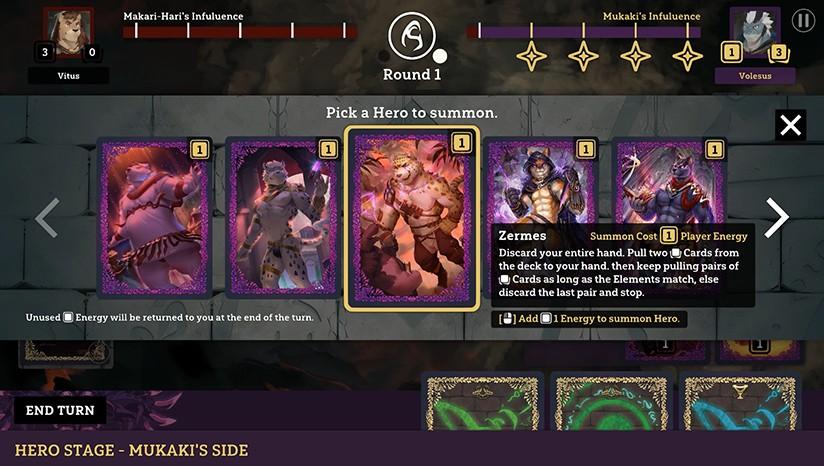 Makari-Hari's Infuluence
Mukaki's Infuluence
3
0
1
3
Vitus
Round 1
Volesus
Pick a Hero to summon.
1
1
1
1
1
Zermes
Summon Cost 1 Player Energy
Discard your entire hand. Pull two Cards from
the deck to your hand. then keep pulling pairs of
Cards as long as the Elements match, else
discard the last pair and stop.
Unused Energy will be returned to you at the end of the turn.
[ ] Add 1 Energy to summon Hero.
1
1
END TURN
HERO STAGE - MUKAKI'S SIDE